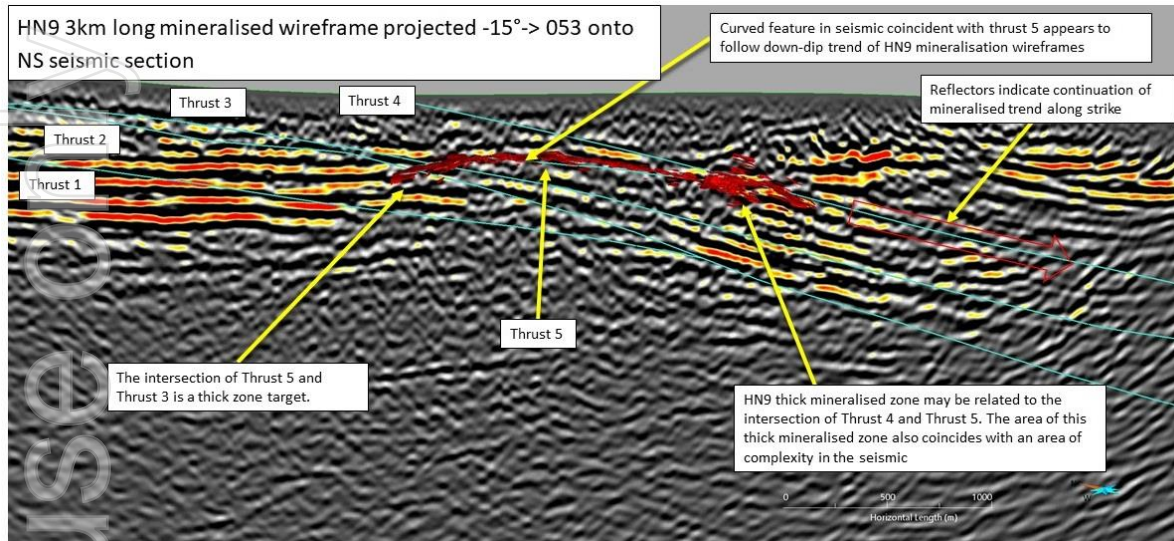 HN9 3km long mineralised wireframe projected -15°-> 053 onto
NS seismic section
Curved feature in seismic coincident with thrust 5 appears to
follow down-dip trend of HN9 mineralisation wireframes
Thrust 3
Thrust 4
Reflectors indicate continuation of
mineralised trend along strike
Thrust 2
Thrust 1
Thrust 5
The intersection of Thrust 5 and
Thrust 3 is a thick zone target.
HN9 thick mineralised zone may be related to the
intersection of Thrust 4 and Thrust 5. The area of this
thick mineralised zone also coincides with an area of
complexity in the seismic
0 500 1000
Horizontal Length (m)
use only